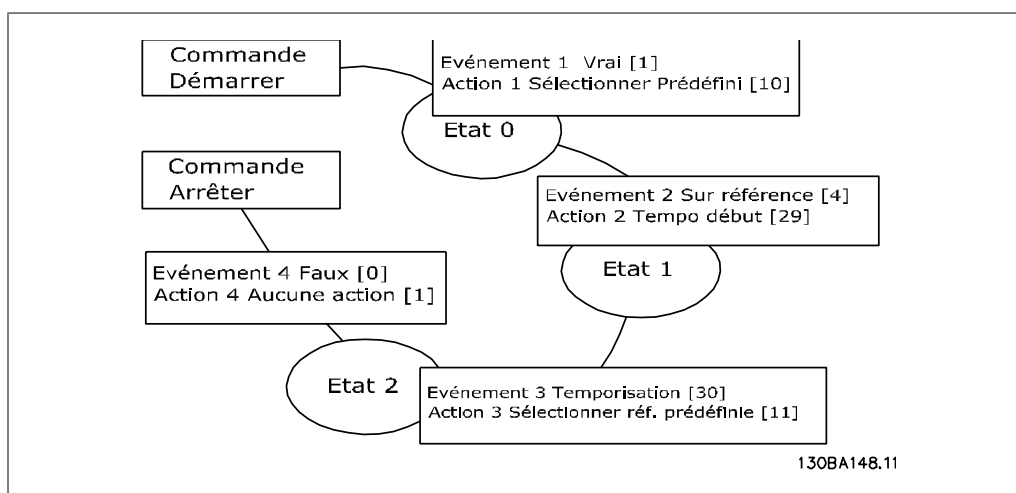 Commande
Démarrer
Evénement 1 Vrai [1]
Action 1 Sélectionner Prédéfini [10]
Etat 0
Commande
Arrêter
Evénement 2 Sur référence [4]
Action 2 Tempo début [29]
Etat 1
Evénement 4 Faux [0]
Action 4 Aucune action [1]
Etat 2
Evénement 3 Temporisation [30]
Action 3 Sélectionner réf. prédéfinie [11]
130BA148.11